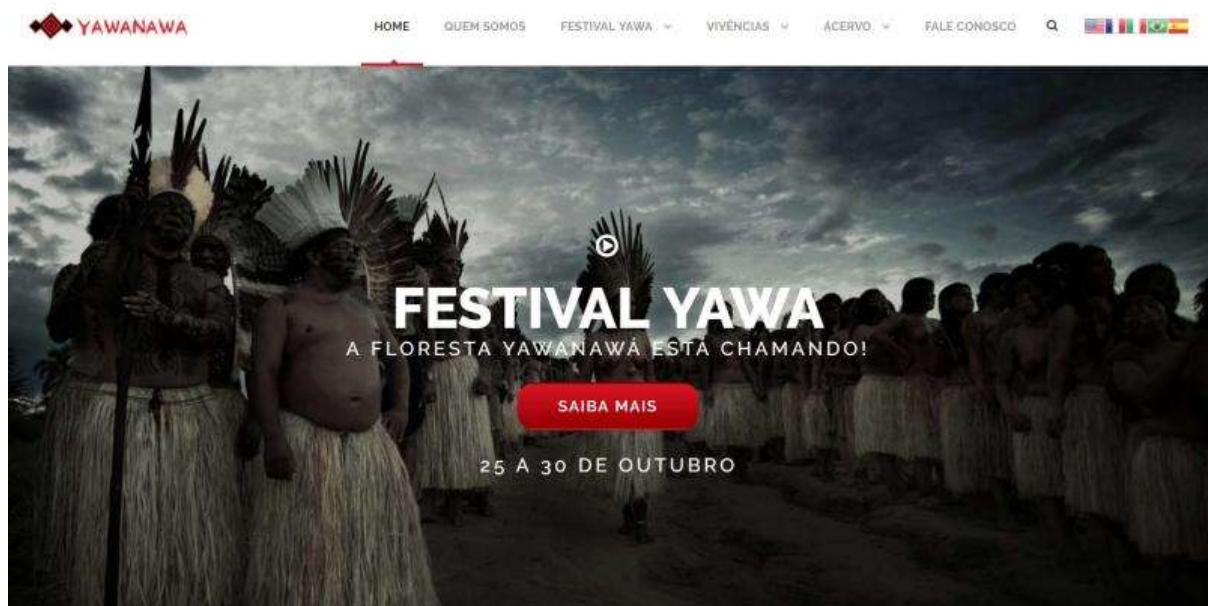 YAWANAWA
HOME QUEM SOMOS FESTIVAL YAWA VIVÊNCIAS ACERVO FALE CONOSCO
FESTIVAL YAWA
A FLORESTA YAWANAWÁ ESTÁ CHAMANDO!
SAIBA MAIS
25 A 30 DE OUTUBRO